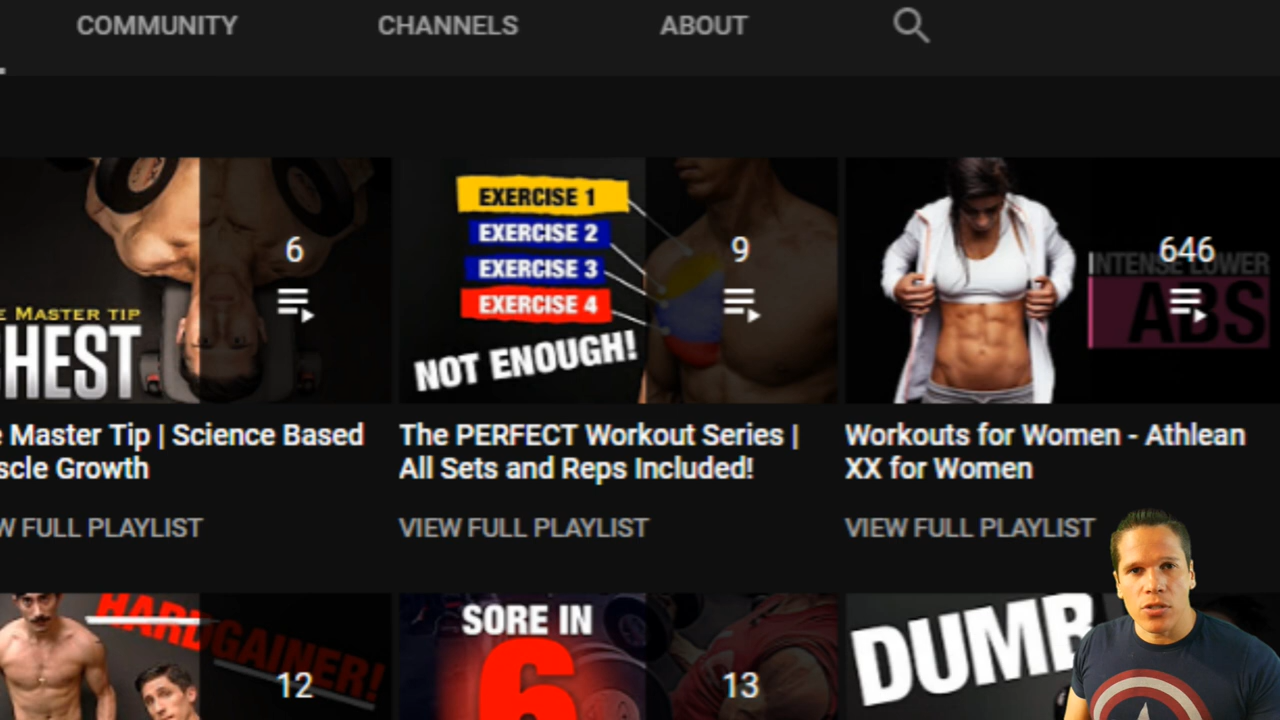 COMMUNITY
CHANNELS
ABOUT
6
MASTER TIP
HEST
EXERCISE 1
EXERCISE 2
EXERCISE 3
EXERCISE 4
NOT ENOUGH!
9
646
INTENSE LOWER
ABS
Master Tip | Science Based
Growth
The PERFECT Workout Series |
All Sets and Reps Included!
Workouts for Women - Athlean
XX for Women
FULL PLAYLIST
VIEW FULL PLAYLIST
VIEW FULL PLAYLIST
HARDGAINER!
12
SORE IN
6
13
DUMB